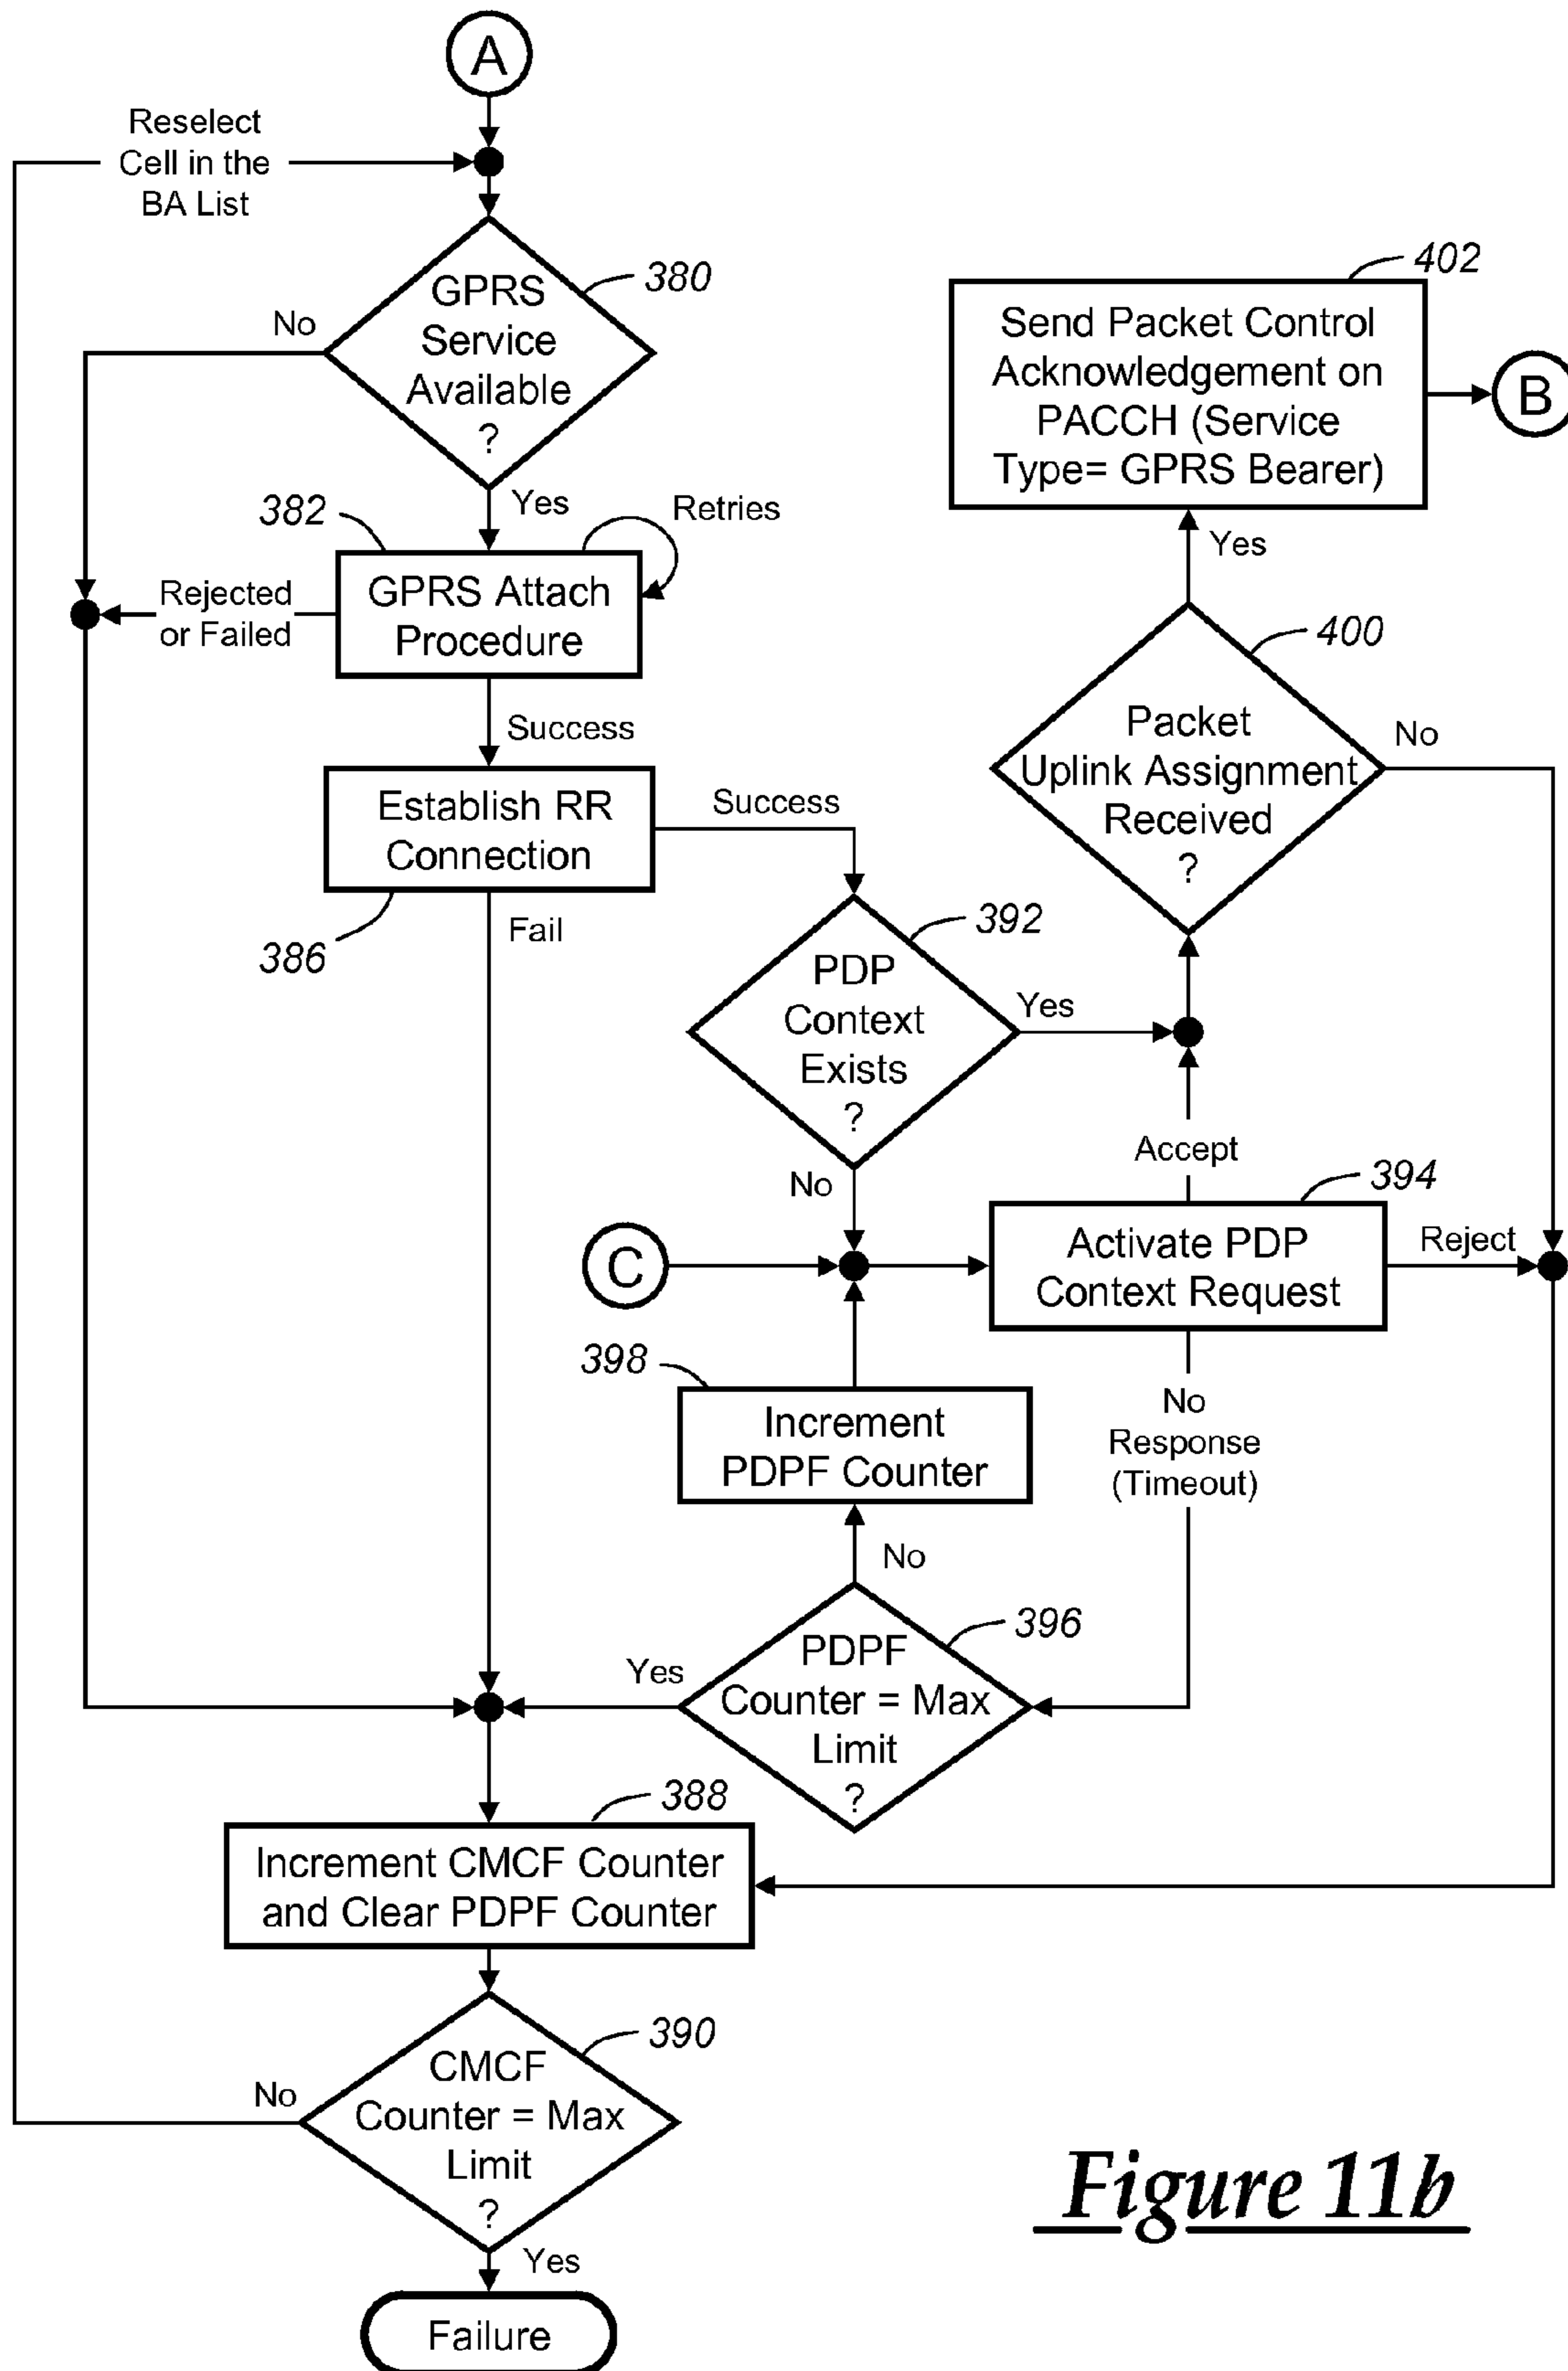 A
Reselect
Cell in the
BA List
380
GPRS
Service
Available
?
No
Yes
402
Send Packet Control
Acknowledgement on
PACCH (Service
Type= GPRS Bearer)
B
Yes
382
Retries
GPRS Attach
Procedure
Rejected
or Failed
Success
400
Packet
Uplink Assignment
Received
?
No
Establish RR
Connection
Success
386
Fail
392
PDP
Context
Exists
?
Yes
No
Accept
394
C
Activate PDP
Context Request
Reject
398
Increment
PDPF Counter
No
Response
(Timeout)
No
396
PDPF
Counter = Max
Limit
?
Yes
388
Increment CMCF Counter
and Clear PDPF Counter
390
CMCF
Counter = Max
Limit
?
No
Yes
Failure
Figure 11b